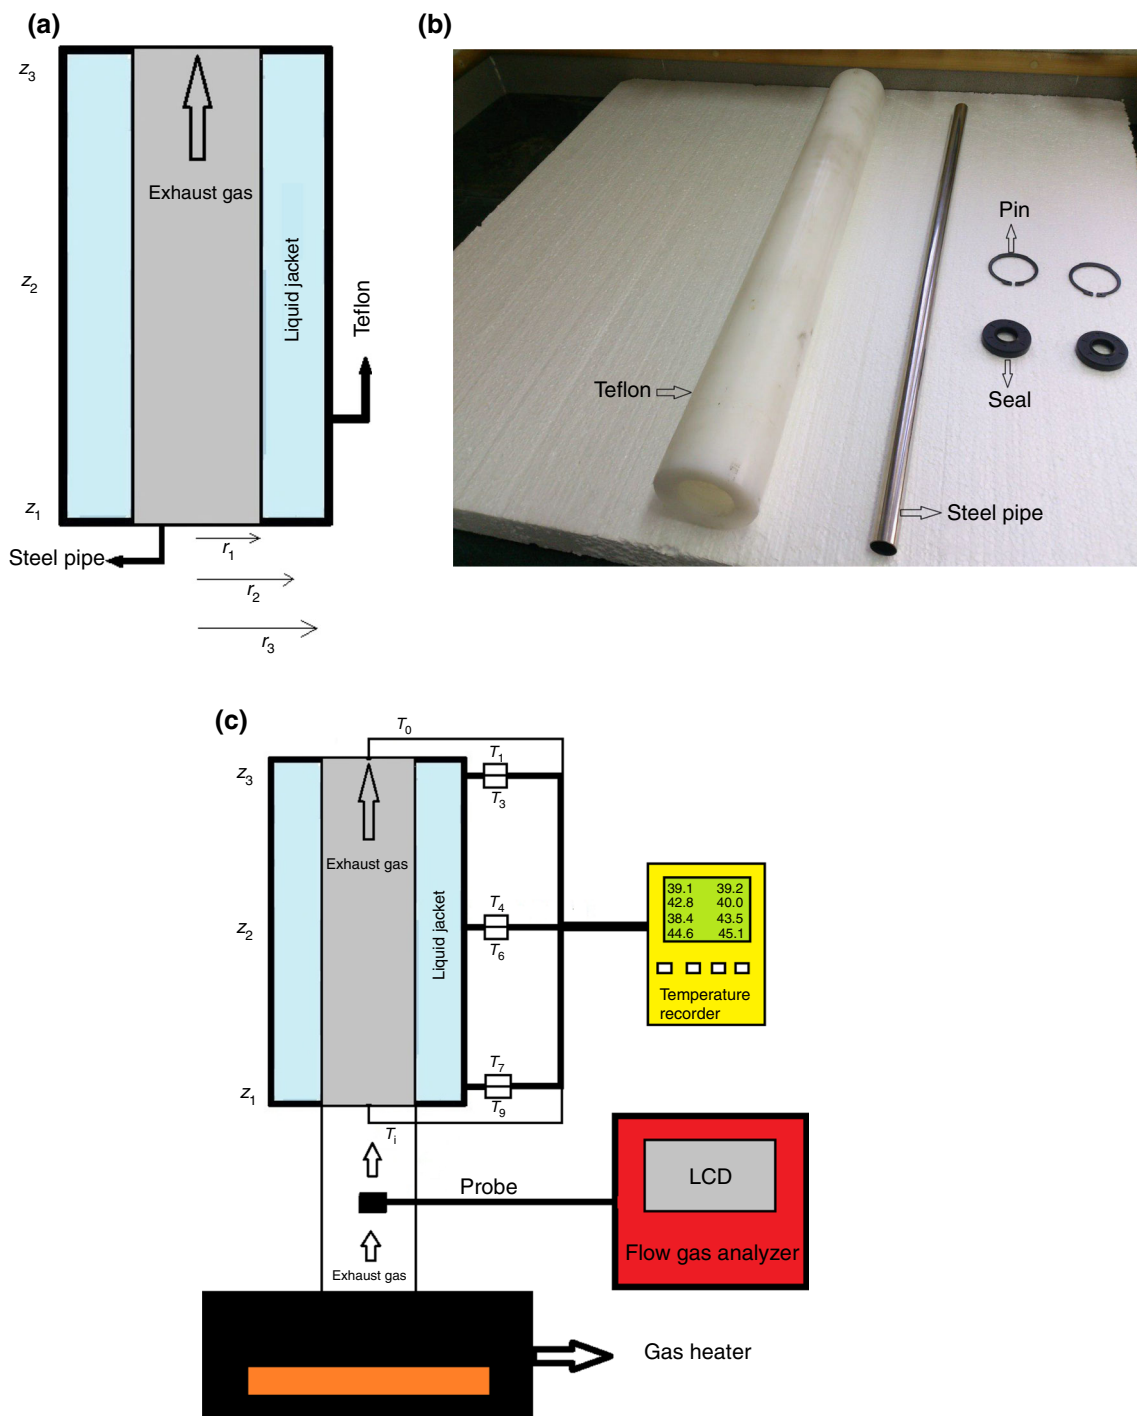 (a)
z3
Exhaust gas
z2
Liquid jacket
Teflon
z1
Steel pipe
r1
r2
r3
(b)
Pin
Teflon
Seal
Steel pipe
(c)
T0
z3
T1
T3
Exhaust gas
Liquid jacket
z2
T4
T6
39.1 39.2
42.8 40.0
38.4 43.5
44.6 45.1
Temperature
recorder
z1
T7
T9
Ti
Probe
LCD
Flow gas analyzer
Exhaust gas
Gas heater